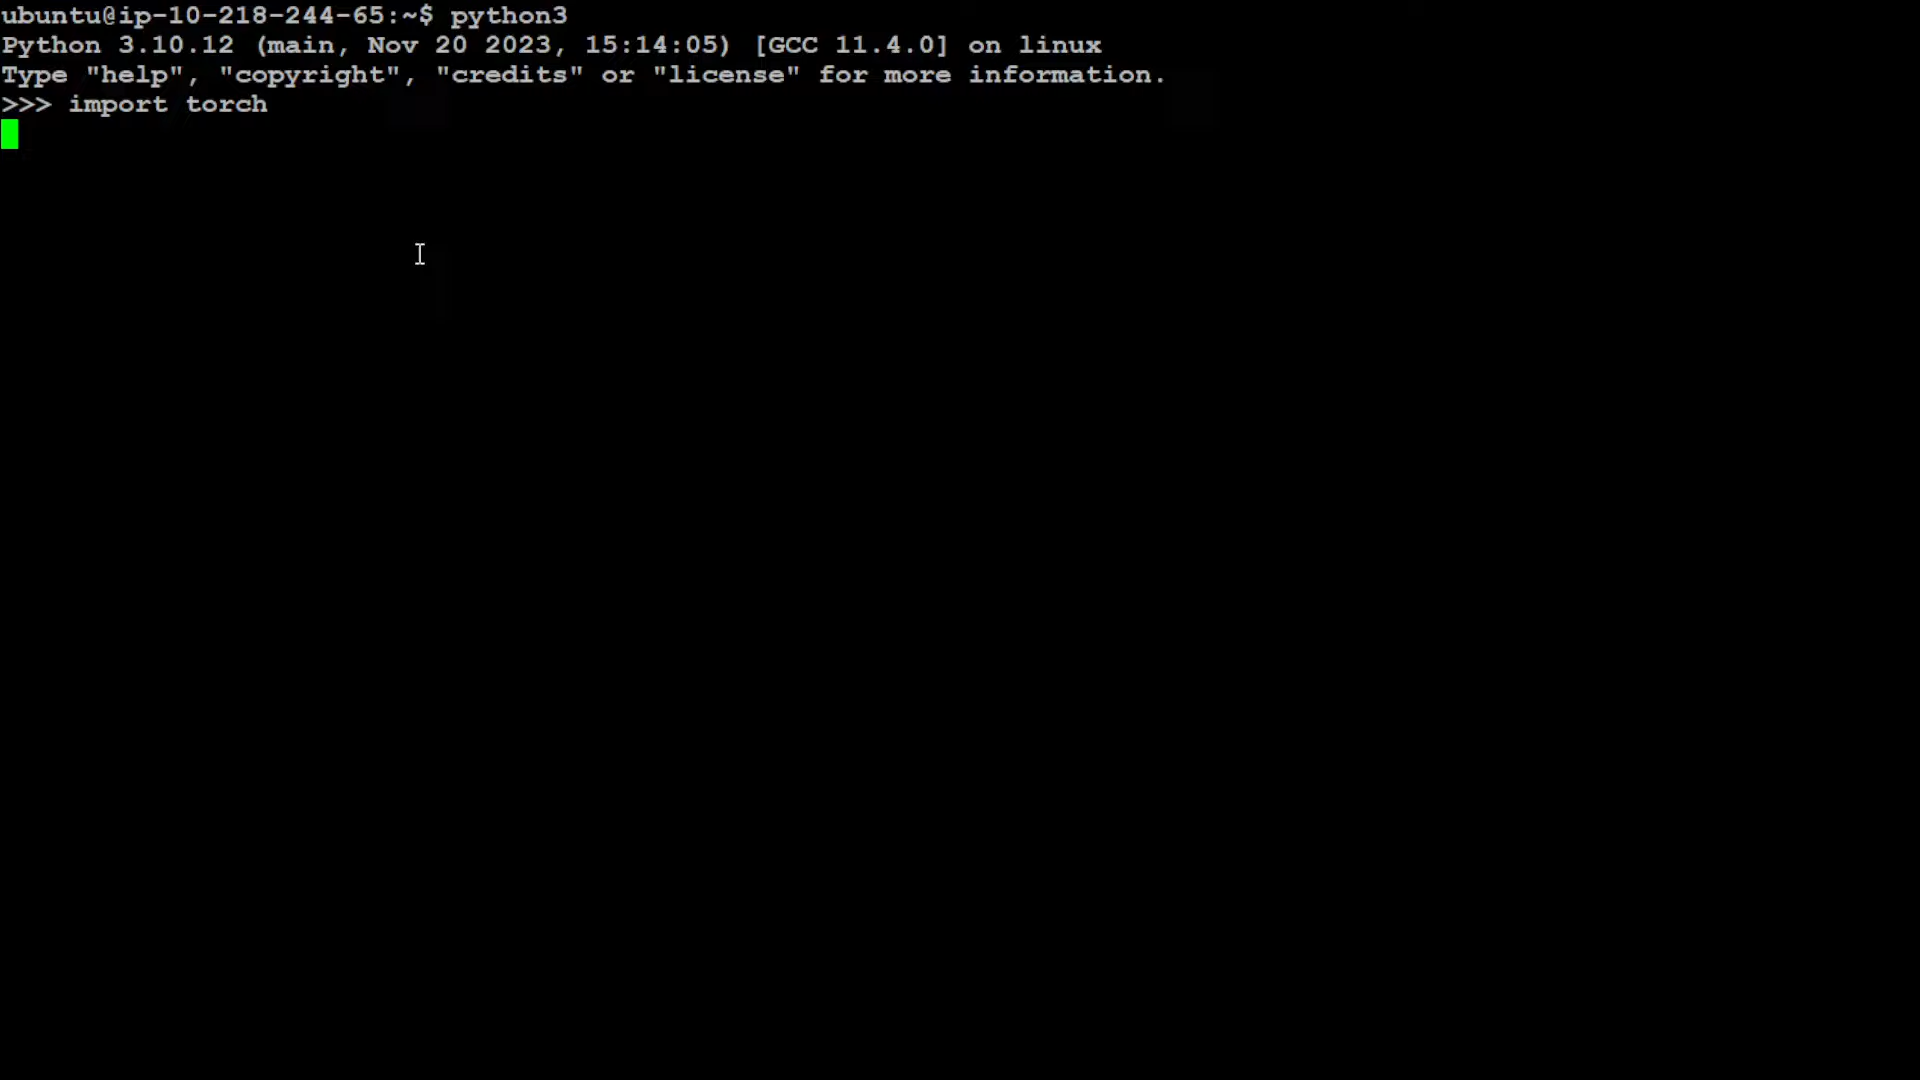 ubuntu@ip-10-218-244-65:~$ python3
Python 3.10.12 (main, Nov 20 2023, 15:14:05) [GCC 11.4.0] on linux
Type "help", "copyright", "credits" or "license" for more information.
>>> import torch